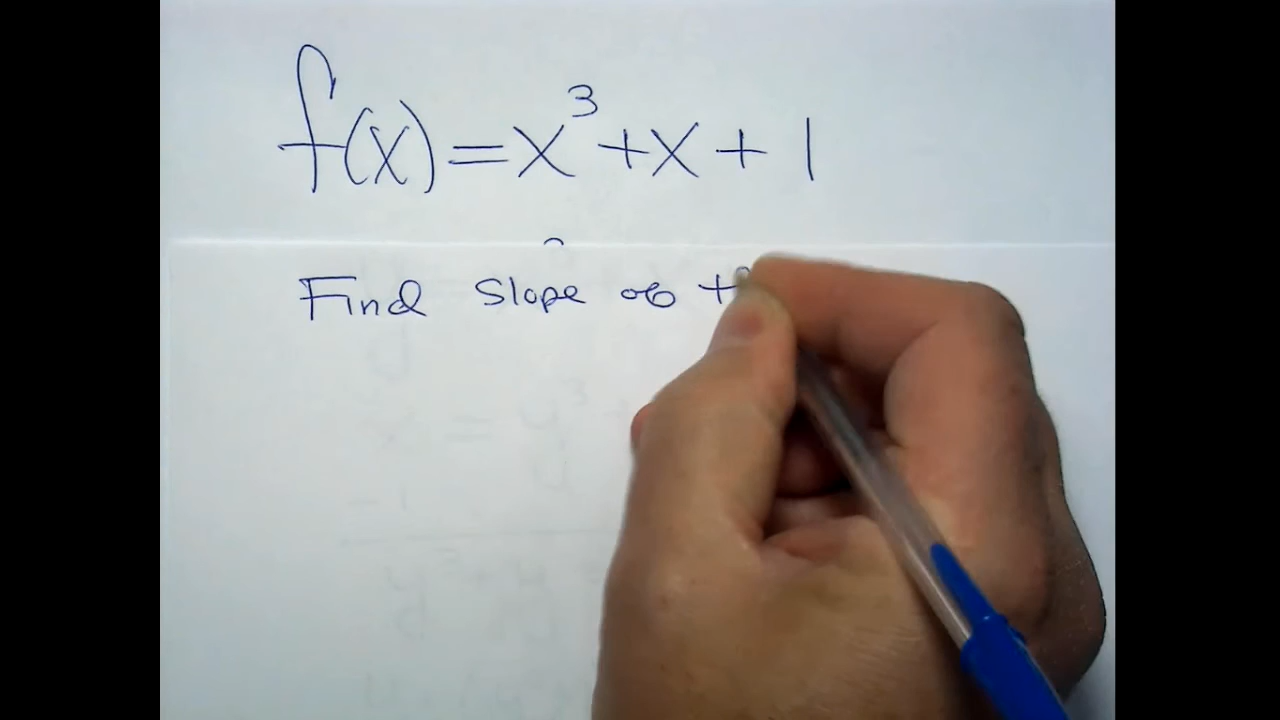 f(x) = x³ + x + 1
Find Slope of